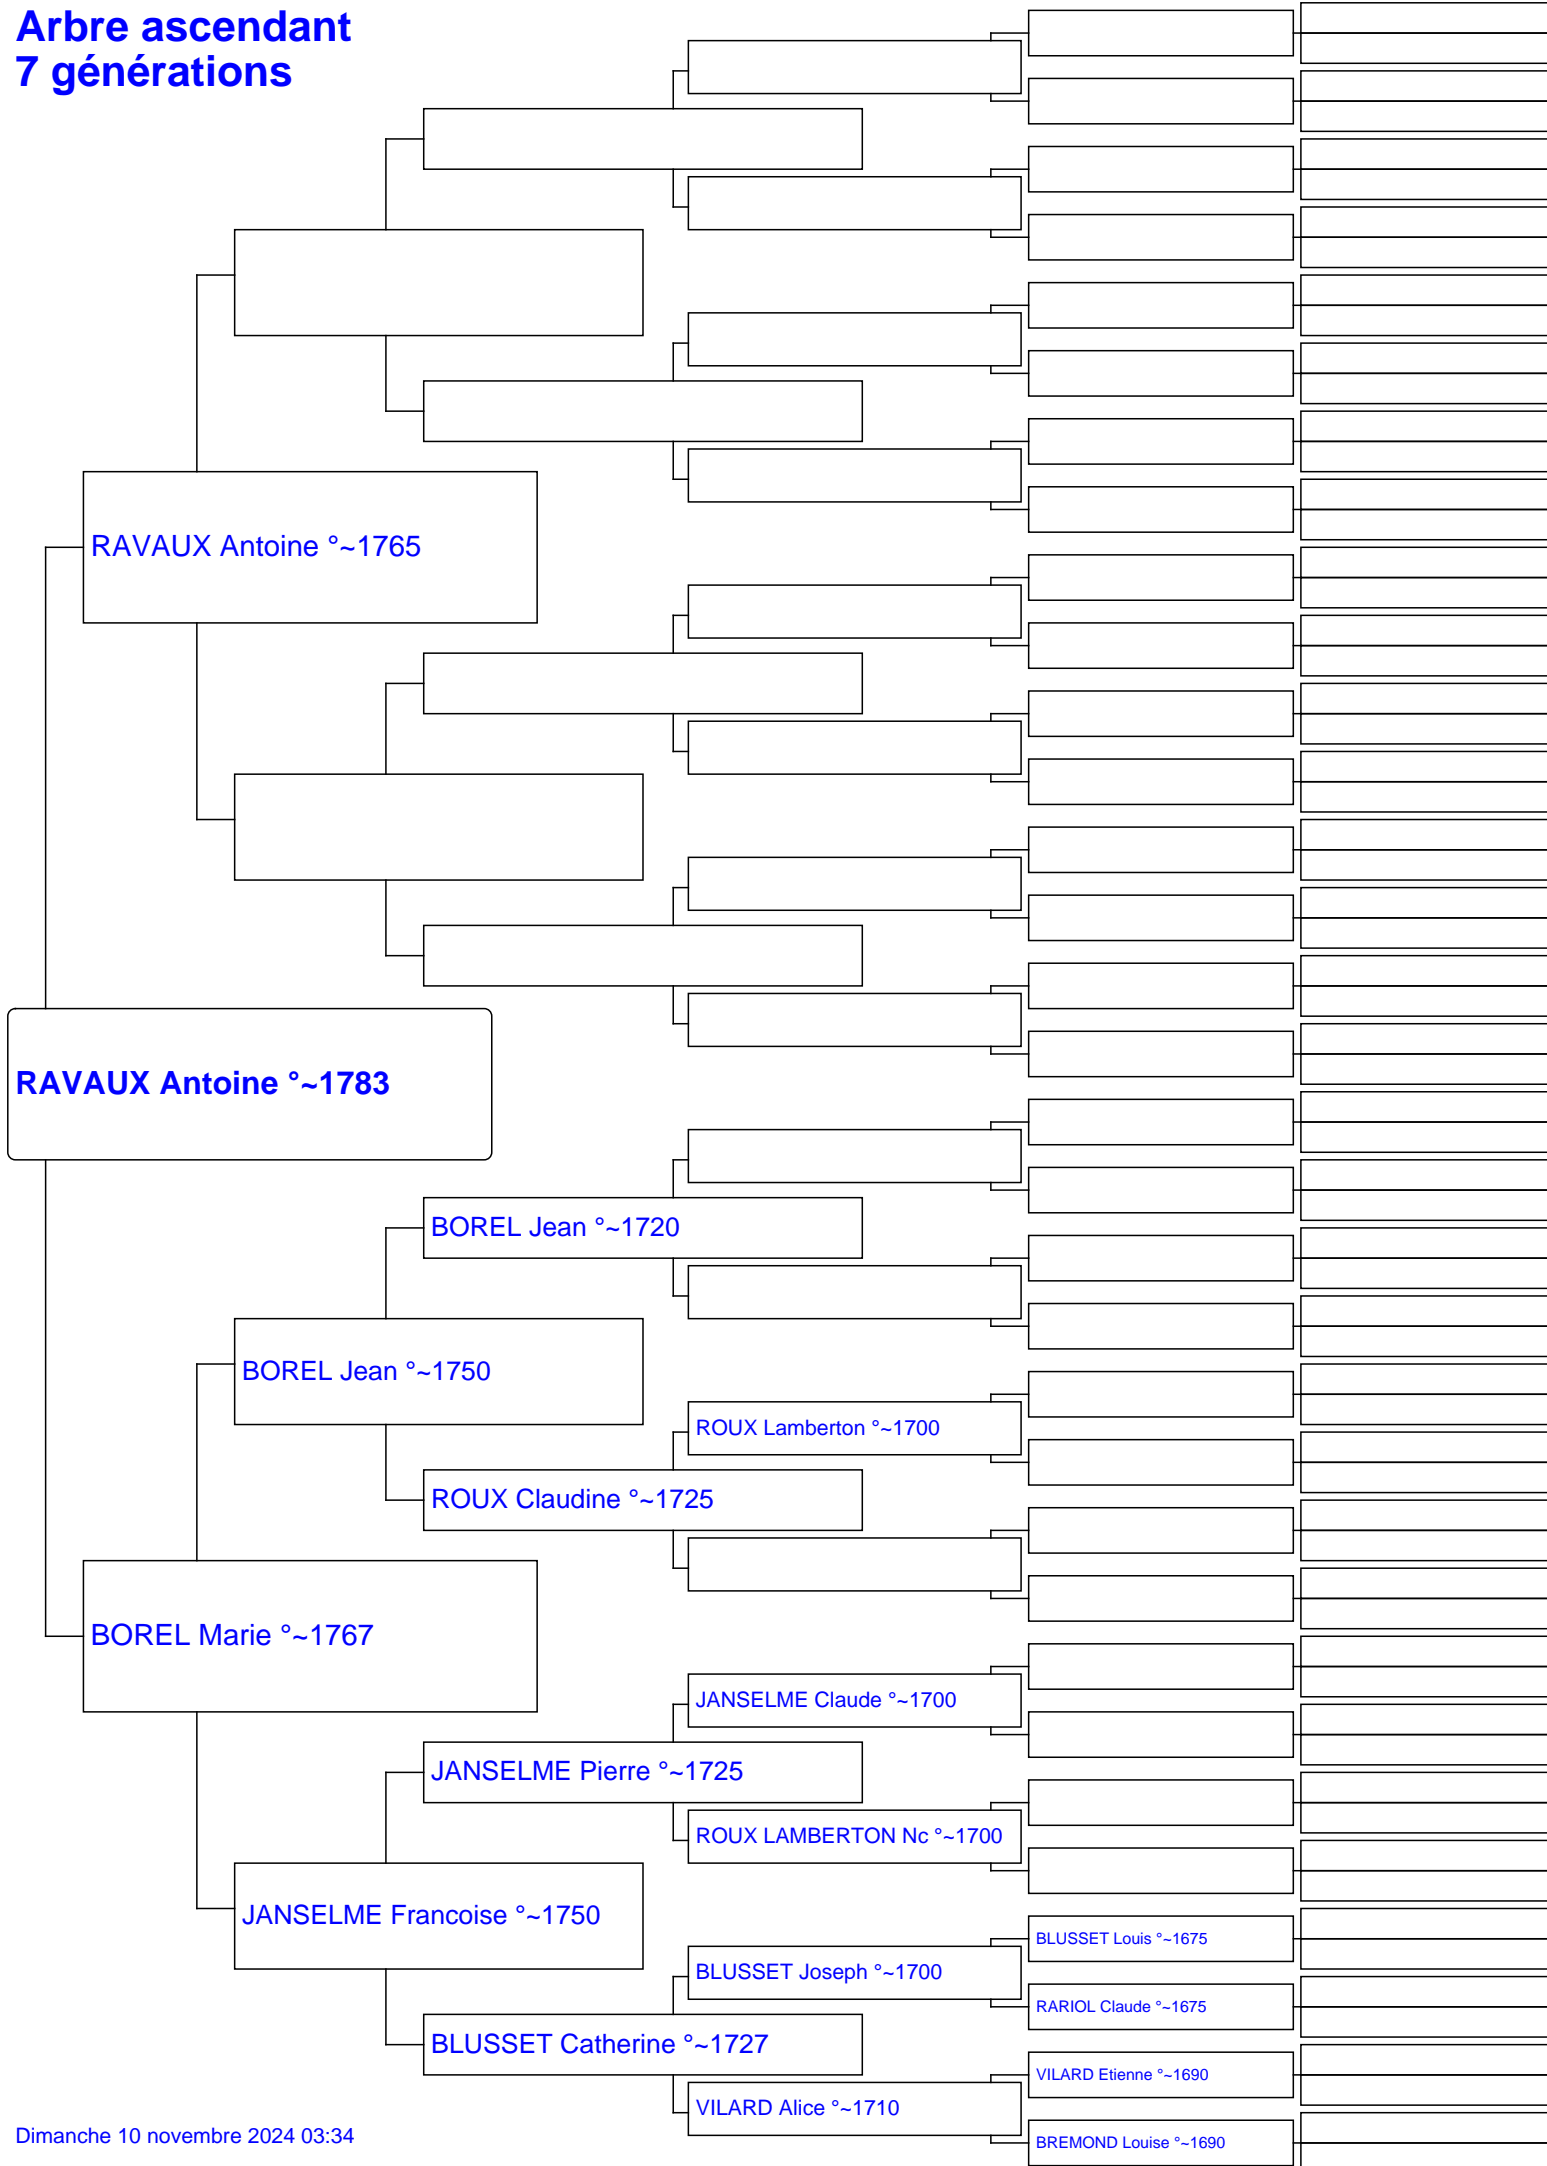 Arbre ascendant
7 générations
RAVAUX Antoine °~1765
RAVAUX Antoine °~1783
BOREL Jean °~1720
BOREL Jean °~1750
ROUX Lamberton °~1700
ROUX Claudine °~1725
BOREL Marie °~1767
JANSELME Claude °~1700
JANSELME Pierre °~1725
ROUX LAMBERTON Nc °~1700
JANSELME Francoise °~1750
BLUSSET Louis °~1675
BLUSSET Joseph °~1700
RARIOL Claude °~1675
BLUSSET Catherine °~1727
VILARD Etienne °~1690
VILARD Alice °~1710
BREMOND Louise °~1690
Dimanche 10 novembre 2024 03:34